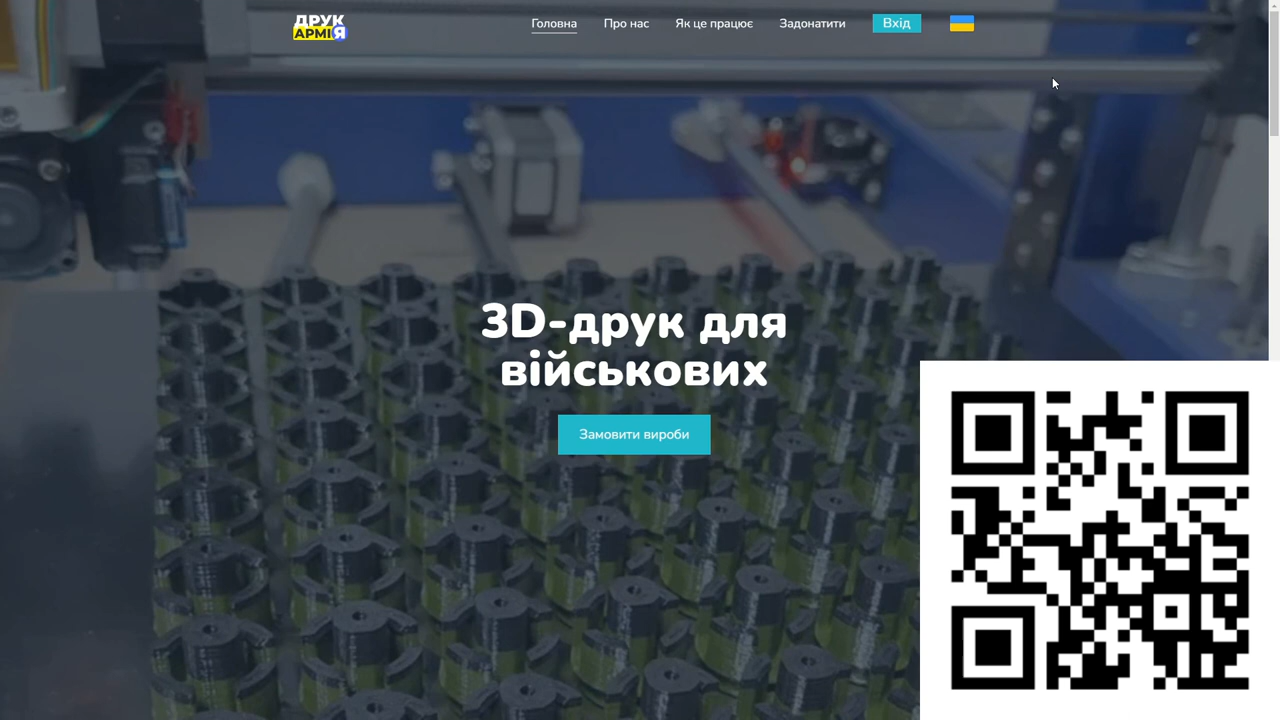 ДРУК
АРМІЯ
Головна
Про нас
Як це працює
Задонатити
Вхід
3D-друк для
військових
Замовити вироби